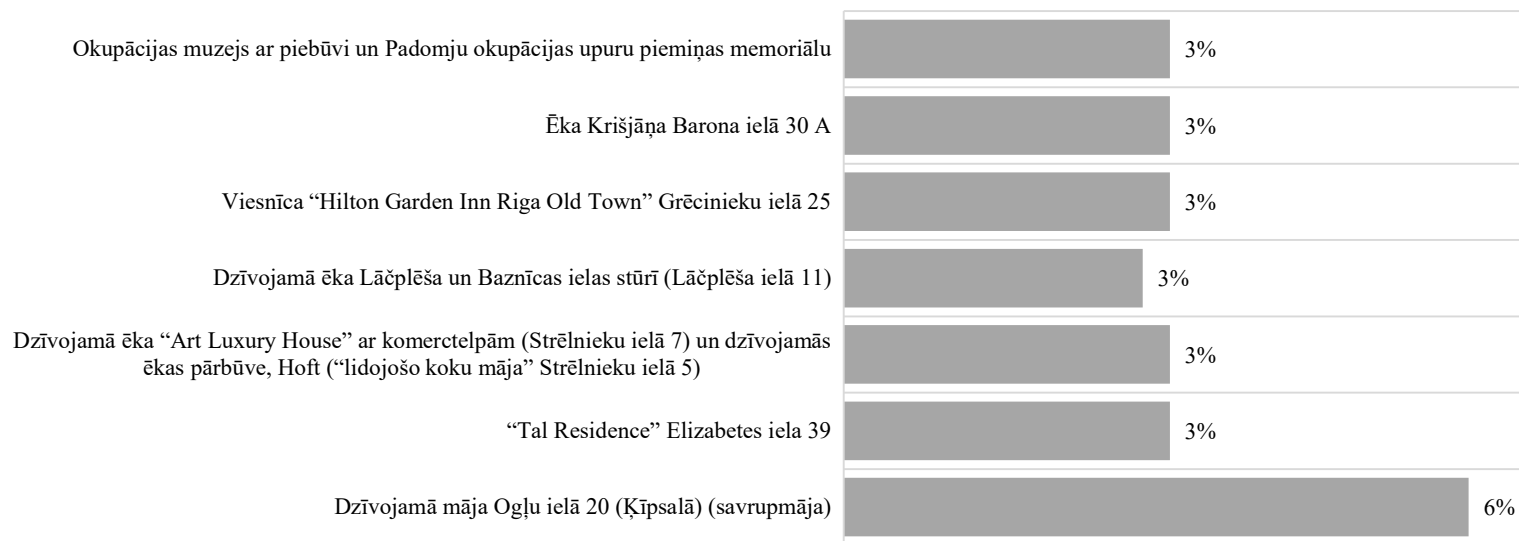 Okupācijas muzejs ar piebūvi un Padomju okupācijas upuru piemiņas memoriālu
3%
Ēka Krišjāņa Barona ielā 30 A
3%
Viesnīca “Hilton Garden Inn Riga Old Town” Grēcinieku ielā 25
3%
Dzīvojamā ēka Lāčplēša un Baznīcas ielas stūrī (Lāčplēša ielā 11)
3%
Dzīvojamā ēka “Art Luxury House” ar komerctelpām (Strēlnieku ielā 7) un dzīvojamās
ēkas pārbūve, Hoft (“lidojošo koku māja” Strēlnieku ielā 5)
3%
“Tal Residence” Elizabetes iela 39
3%
Dzīvojamā māja Ogļu ielā 20 (Ķīpsalā) (savrupmāja)
6%